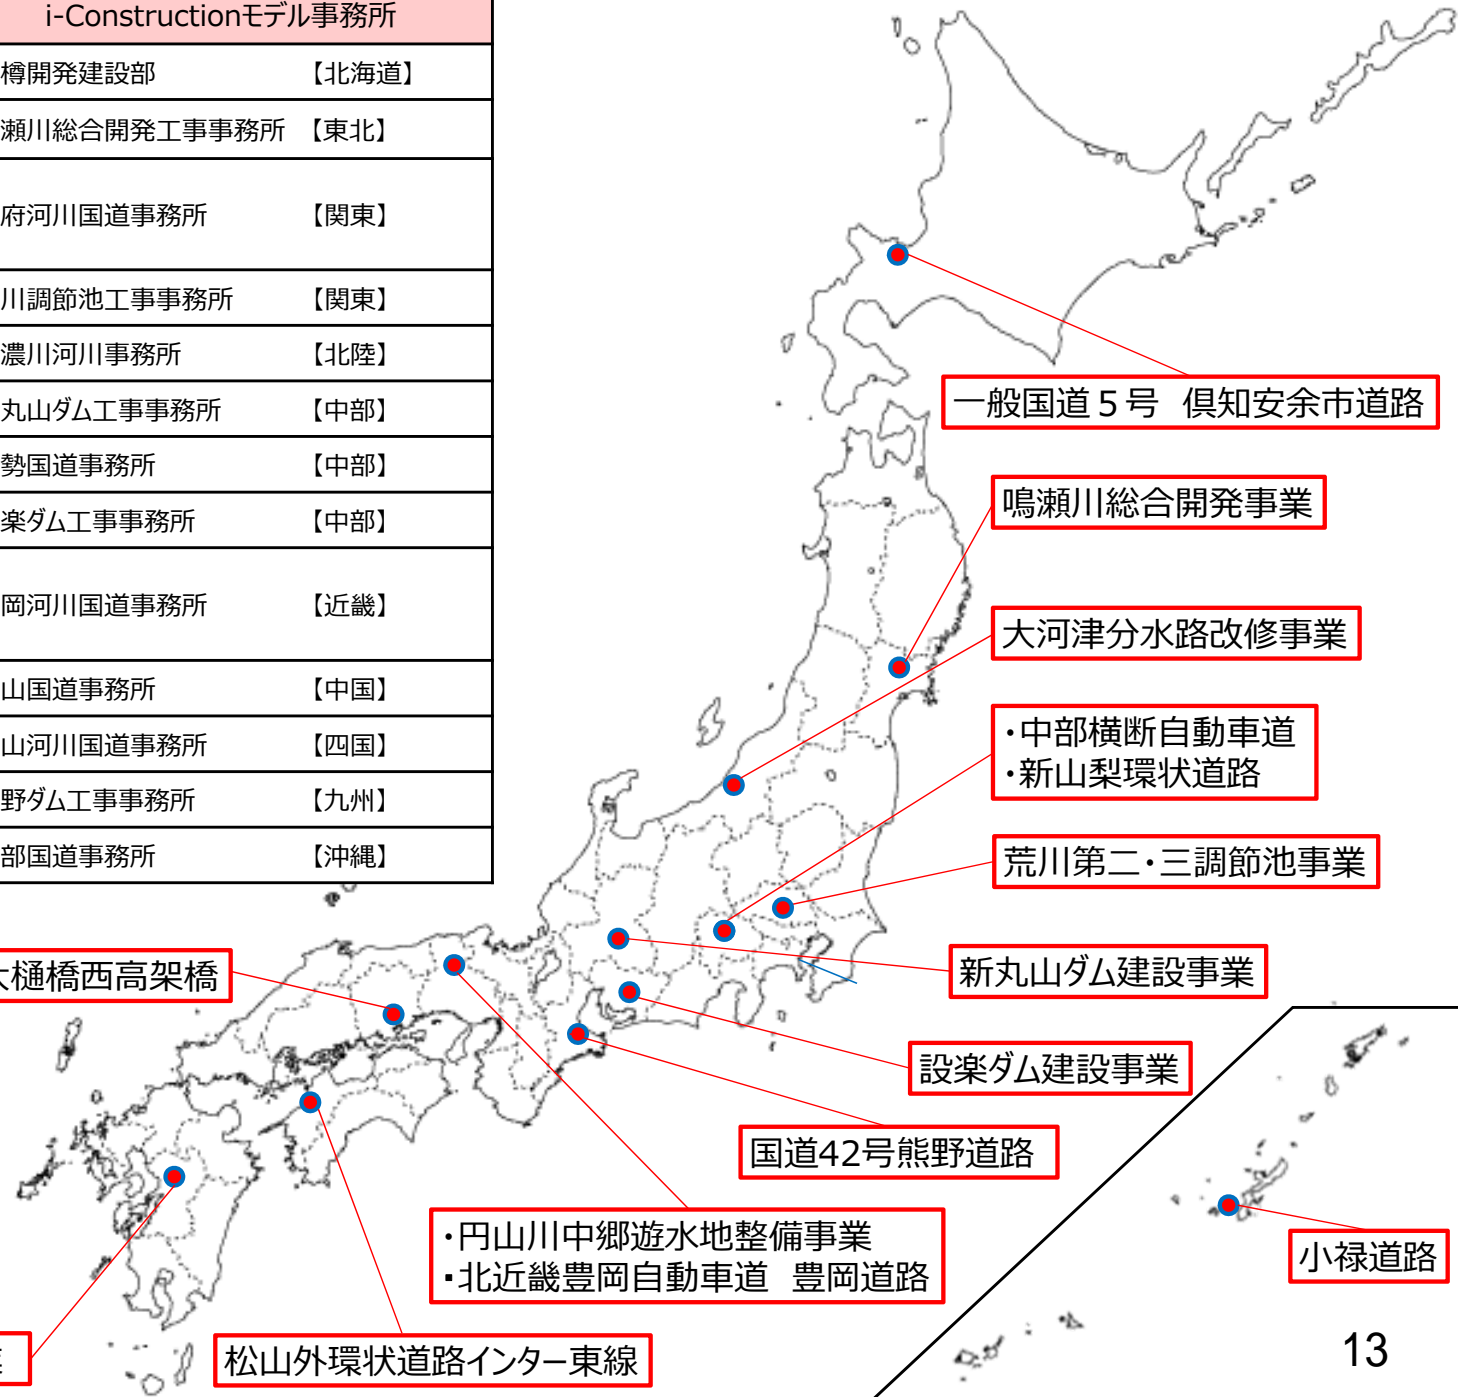 i-Constructionモデル事務所
樽開発建設部 【北海道】
瀬川総合開発工事事務所 【東北】
府河川国道事務所 【関東】
川調節池工事事務所 【関東】
濃川河川事務所 【北陸】
丸山ダム工事事務所 【中部】
勢国道事務所 【中部】
楽ダム工事事務所 【中部】
岡河川国道事務所 【近畿】
山国道事務所 【中国】
山河川国道事務所 【四国】
野ダム工事事務所 【九州】
部国道事務所 【沖縄】
一般国道5号 倶知安余市道路
鳴瀬川総合開発事業
大河津分水路改修事業
・中部横断自動車道
・新山梨環状道路
荒川第二・三調節池事業
大樋橋西高架橋
新丸山ダム建設事業
設楽ダム建設事業
国道42号熊野道路
・円山川中郷遊水地整備事業
・北近畿豊岡自動車道 豊岡道路
小禄道路
松山外環状道路インター東線
13